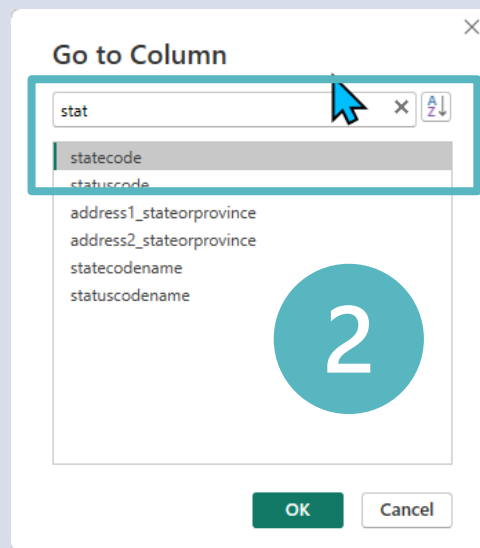 Go to Column
stat
statecode
statuscode
address1_stateorprovince
address2_stateorprovince
statecodename
statuscodename
2
OK Cancel